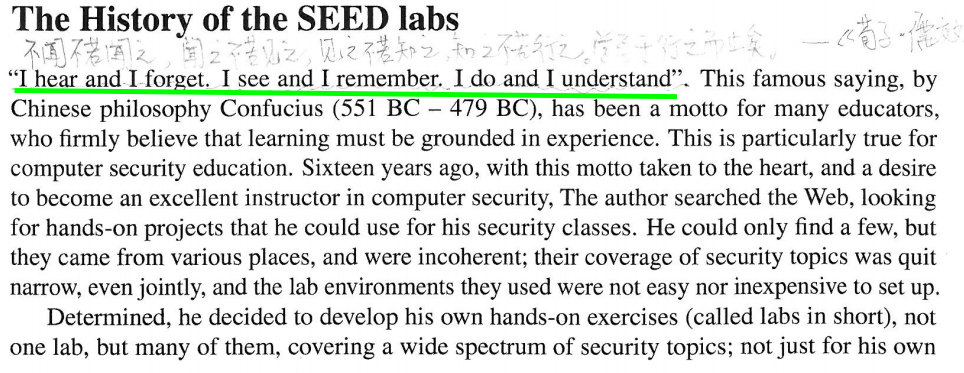 The History of the SEED labs
不闻不若闻之，闻之不若见之，见之不若知之，知之不若行之。学至于行之而止矣。 —《荀子·儒效
“I hear and I forget. I see and I remember. I do and I understand”. This famous saying, by
Chinese philosophy Confucius (551 BC – 479 BC), has been a motto for many educators,
who firmly believe that learning must be grounded in experience. This is particularly true for
computer security education. Sixteen years ago, with this motto taken to the heart, and a desire
to become an excellent instructor in computer security, The author searched the Web, looking
for hands-on projects that he could use for his security classes. He could only find a few, but
they came from various places, and were incoherent; their coverage of security topics was quit
narrow, even jointly, and the lab environments they used were not easy nor inexpensive to set up.
Determined, he decided to develop his own hands-on exercises (called labs in short), not
one lab, but many of them, covering a wide spectrum of security topics; not just for his own